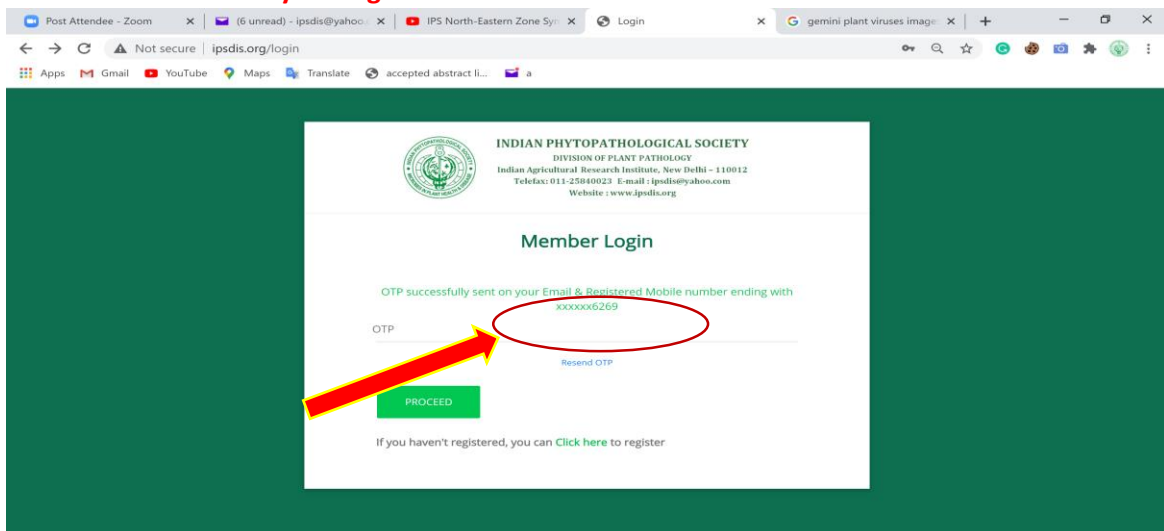 Post Attendee - Zoom
(6 unread) - ipsdis@yahoo.
IPS North-Eastern Zone Syn
Login
gemini plant viruses image
Not secure | ipsdis.org/login
Apps
Gmail
YouTube
Maps
Translate
accepted abstract li...
a
INDIAN PHYTOPATHOLOGICAL SOCIETY
DIVISION OF PLANT PATHOLOGY
Indian Agricultural Research Institute, New Delhi - 110012
Telefax: 011-25840023 E-mail : ipsdis@yahoo.com
Website : www.ipsdis.org
Member Login
OTP successfully sent on your Email & Registered Mobile number ending with
xxxxxx6269
OTP
Resend OTP
PROCEED
If you haven't registered, you can Click here to register